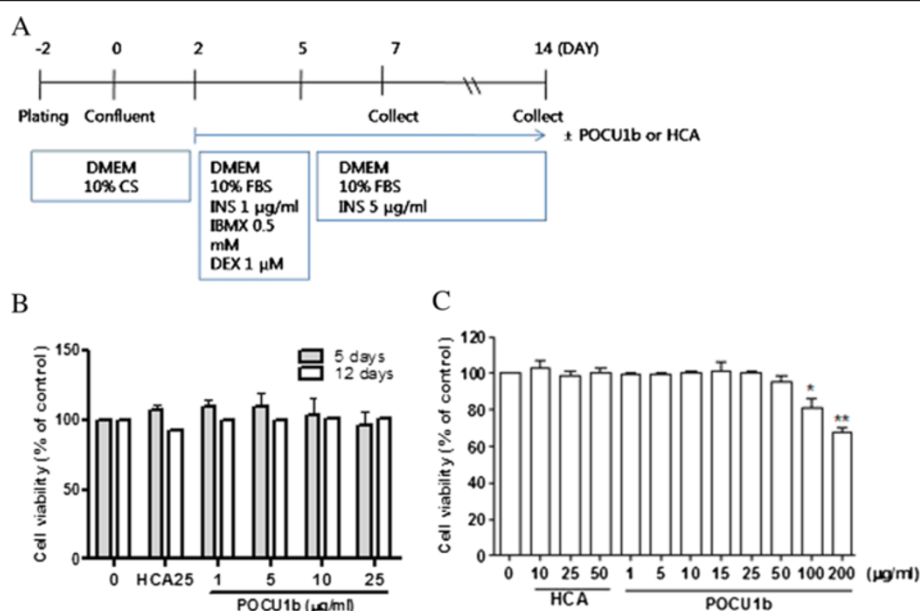 A
-2 0 2 5 7 14 (DAY)
Plating Confluent Collect Collect
± POCU1b or HCA
DMEM
10% CS
DMEM
10% FBS
INS 1 µg/ml
IBMX 0.5
mM
DEX 1 µM
DMEM
10% FBS
INS 5 µg/ml
B
Cell viability (% of control)
150
100
50
0
5 days
12 days
0 HCA25 1 5 10 25
POCU1b (µg/ml)
C
Cell viability (% of control)
120
100
80
60
40
20
0
*
**
0 10 25 50 1 5 10 15 25 50 100 200 (µg/ml)
HCA POCU1b